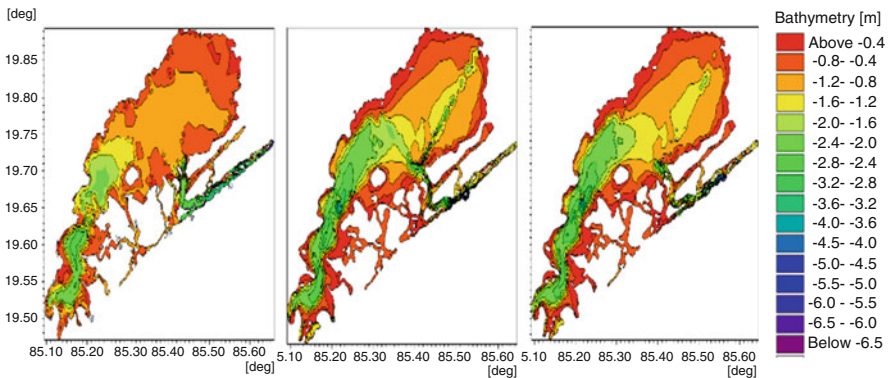 [deg]
19.85
19.80
19.75
19.70
19.65
19.60
19.55
19.50
85.10 85.20 85.30 85.40 85.50 85.60
[deg]
5.10 85.20 85.30 85.40 85.50 85.60
[deg]
5.10 85.20 85.30 85.40 85.50 85.60
[deg]
Bathymetry [m]
Above -0.4
-0.8- -0.4
-1.2- -0.8
-1.6- -1.2
-2.0- -1.6
-2.4- -2.0
-2.8- -2.4
-3.2- -2.8
-3.6- -3.2
-4.0- -3.6
-4.5- -4.0
-5.0- -4.5
-5.5- -5.0
-6.0- -5.5
-6.5- -6.0
Below -6.5